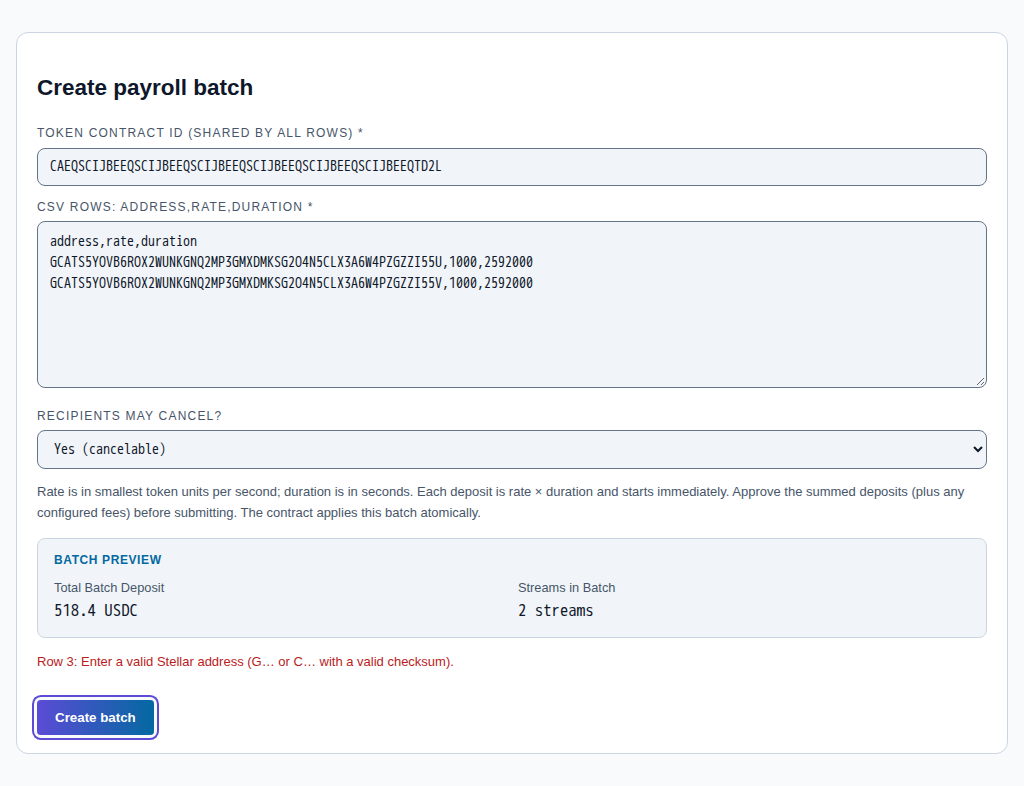 Create payroll batch
TOKEN CONTRACT ID (SHARED BY ALL ROWS) *
CAEQSCIJBEEQSCIJBEEQSCIJBEEQSCIJBEEQSCIJBEEQSCIJBEEQTD2L
CSV ROWS: ADDRESS,RATE,DURATION *
address,rate,duration
GCATS5YOVB6ROX2WUNKGNQ2MP3GMXDMKSG2O4N5CLX3A6W4PZGZZI55U,1000,2592000
GCATS5YOVB6ROX2WUNKGNQ2MP3GMXDMKSG2O4N5CLX3A6W4PZGZZI55V,1000,2592000
RECIPIENTS MAY CANCEL?
Yes (cancelable)
Rate is in smallest token units per second; duration is in seconds. Each deposit is rate × duration and starts immediately. Approve the summed deposits (plus any
configured fees) before submitting. The contract applies this batch atomically.
BATCH PREVIEW
Total Batch Deposit
518.4 USDC
Streams in Batch
2 streams
Row 3: Enter a valid Stellar address (G… or C… with a valid checksum).
Create batch